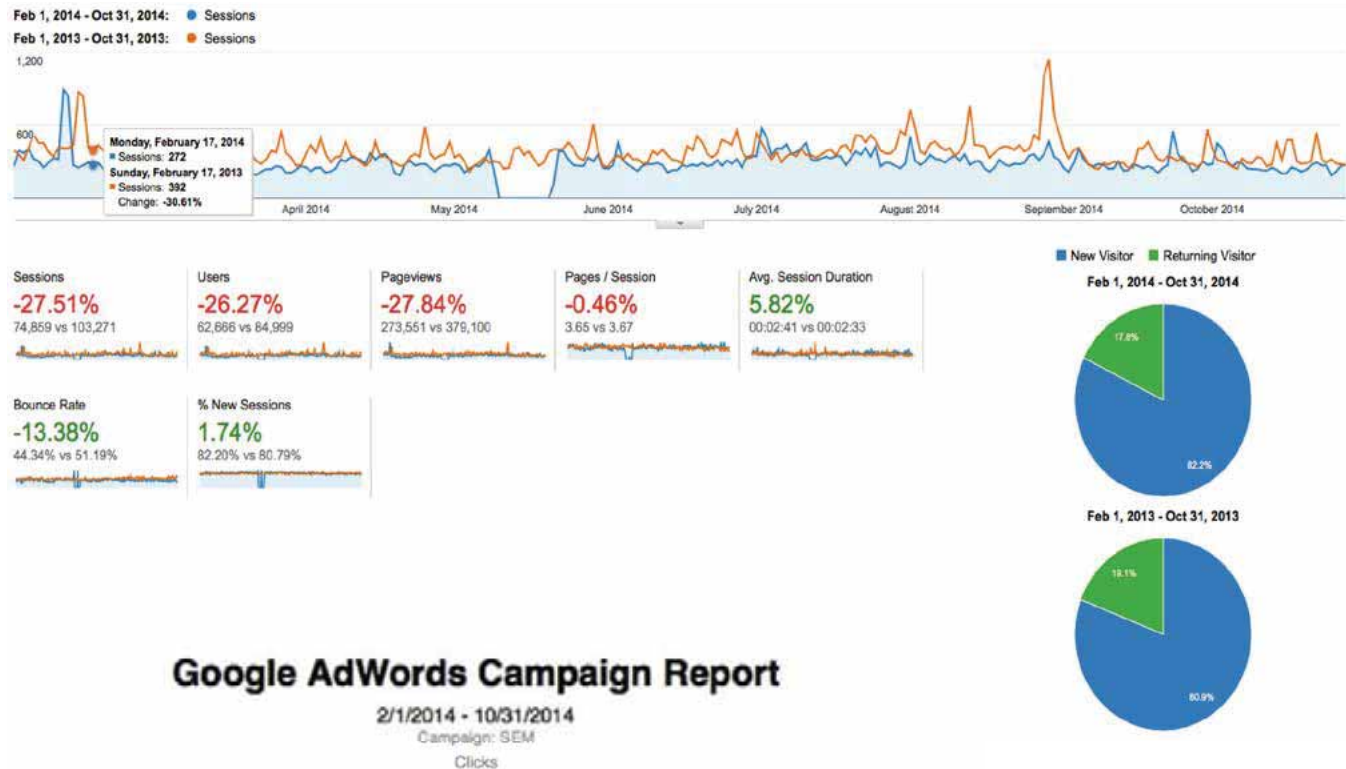 Feb 1, 2014 - Oct 31, 2014: Sessions
Feb 1, 2013 - Oct 31, 2013: Sessions
1,200
600
Monday, February 17, 2014
Sessions: 272
Sunday, February 17, 2013
Sessions: 392
Change: -30.61%
April 2014 May 2014 June 2014 July 2014 August 2014 September 2014 October 2014
New Visitor Returning Visitor
Feb 1, 2014 - Oct 31, 2014
17.8%
82.2%
Feb 1, 2013 - Oct 31, 2013
19.1%
80.9%
Sessions Users Pageviews Pages / Session Avg. Session Duration
-27.51% -26.27% -27.84% -0.46% 5.82%
74,859 vs 103,271 62,666 vs 84,999 273,551 vs 379,100 3.65 vs 3.67 00:02:41 vs 00:02:33
Bounce Rate % New Sessions
-13.38% 1.74%
44.34% vs 51.19% 82.20% vs 80.79%
Google AdWords Campaign Report
2/1/2014 - 10/31/2014
Campaign: SEM
Clicks